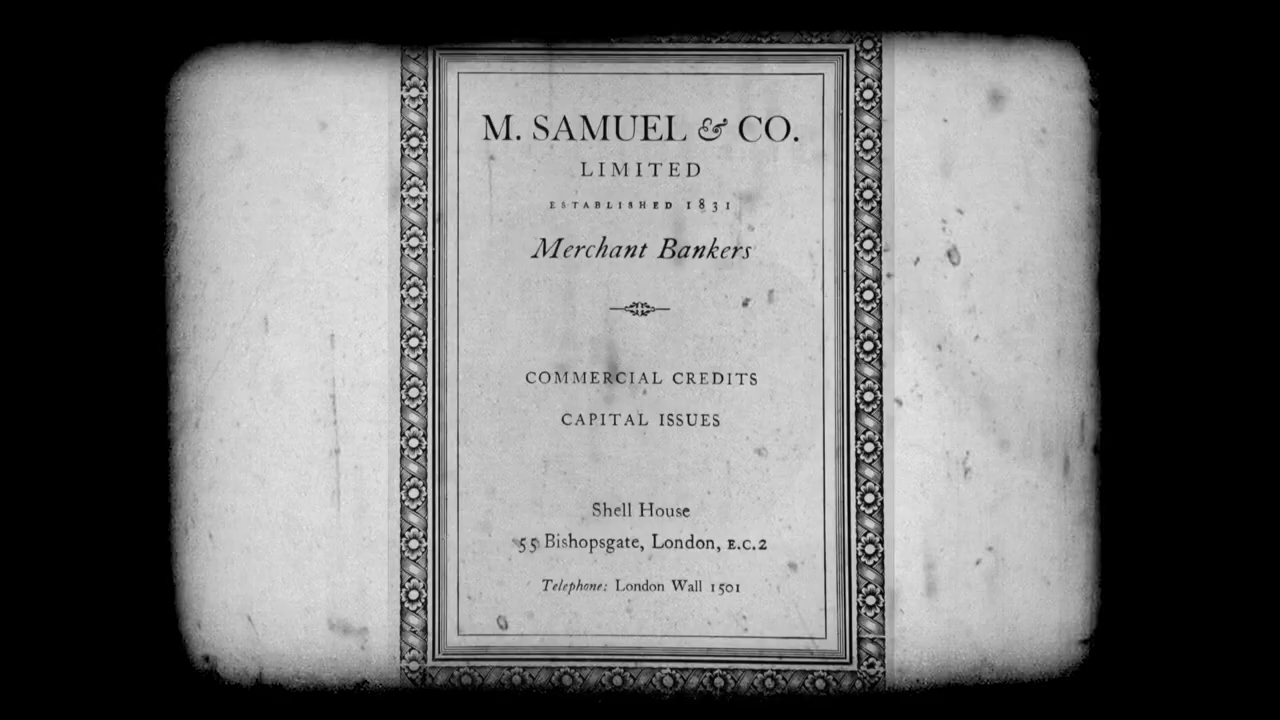 M. SAMUEL & CO.
LIMITED
ESTABLISHED 1831
Merchant Bankers
COMMERCIAL CREDITS
CAPITAL ISSUES
Shell House
55 Bishopsgate, London, E.C.2
Telephone: London Wall 1501